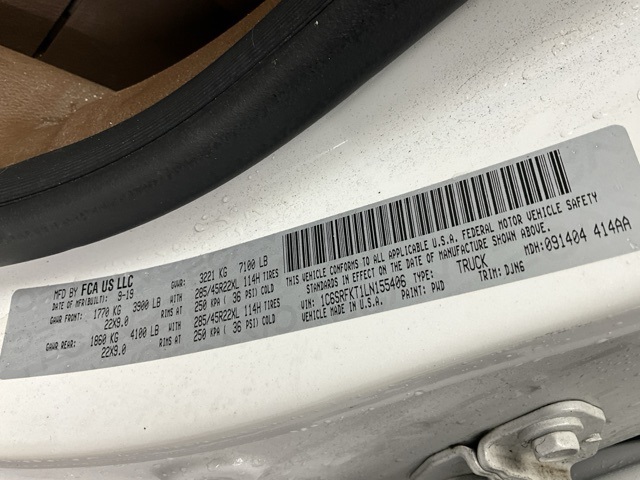 MFD BY FCA US LLC
DATE OF MFR(BUILT): 9-19 GVWR: 3221 KG 7100 LB
GAWR FRONT: 1770 KG 3900 LB 285/45R22XL 114H TIRES
22X9.0 RIMS AT 250 KPA ( 36 PSI) COLD
GAWR REAR: 1860 KG 4100 LB 285/45R22XL 114H TIRES
22X9.0 RIMS AT 250 KPA ( 36 PSI) COLD
THIS VEHICLE CONFORMS TO ALL APPLICABLE U.S.A. FEDERAL MOTOR VEHICLE SAFETY
STANDARDS IN EFFECT ON THE DATE OF MANUFACTURE SHOWN ABOVE.
VIN: 1C6SRFKT1LN155406 TYPE: TRUCK MDH:091404 414AA
MADE IN U.S.A. PAINT: PWD TRIM: DJM6